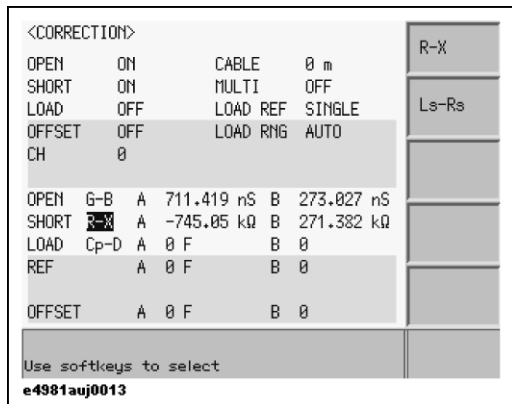 <CORRECTION>
OPEN ON CABLE 0 m
SHORT ON MULTI OFF
LOAD OFF LOAD REF SINGLE
OFFSET OFF LOAD RNG AUTO
CH 0
OPEN G-B A 711.419 nS B 273.027 nS
SHORT R-X A -745.05 kΩ B 271.382 kΩ
LOAD Cp-D A 0 F B 0
REF A 0 F B 0
OFFSET A 0 F B 0
Use softkeys to select
R-X
Ls-Rs
e4981auj0013